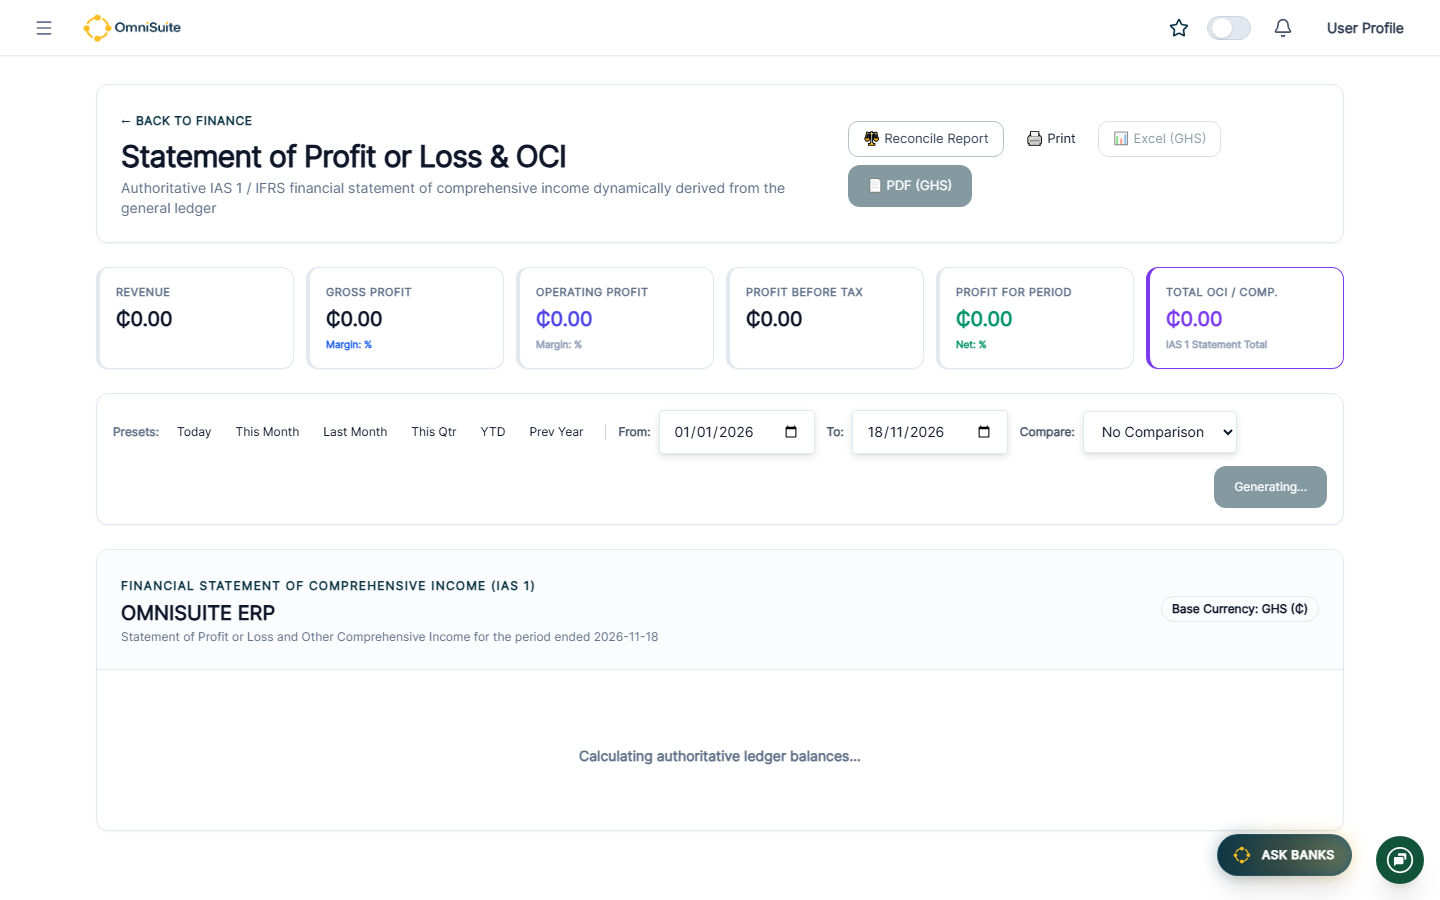 OmniSuite
User Profile
← BACK TO FINANCE
Statement of Profit or Loss & OCI
Authoritative IAS 1 / IFRS financial statement of comprehensive income dynamically derived from the
general ledger
Reconcile Report
Print
Excel (GHS)
PDF (GHS)
REVENUE
₵0.00
GROSS PROFIT
₵0.00
Margin: %
OPERATING PROFIT
₵0.00
Margin: %
PROFIT BEFORE TAX
₵0.00
PROFIT FOR PERIOD
₵0.00
Net: %
TOTAL OCI / COMP.
₵0.00
IAS 1 Statement Total
Presets: Today This Month Last Month This Qtr YTD Prev Year From: 01/01/2026 To: 18/11/2026 Compare: No Comparison
Generating...
FINANCIAL STATEMENT OF COMPREHENSIVE INCOME (IAS 1)
OMNISUITE ERP
Statement of Profit or Loss and Other Comprehensive Income for the period ended 2026-11-18
Base Currency: GHS (₵)
Calculating authoritative ledger balances...
ASK BANKS